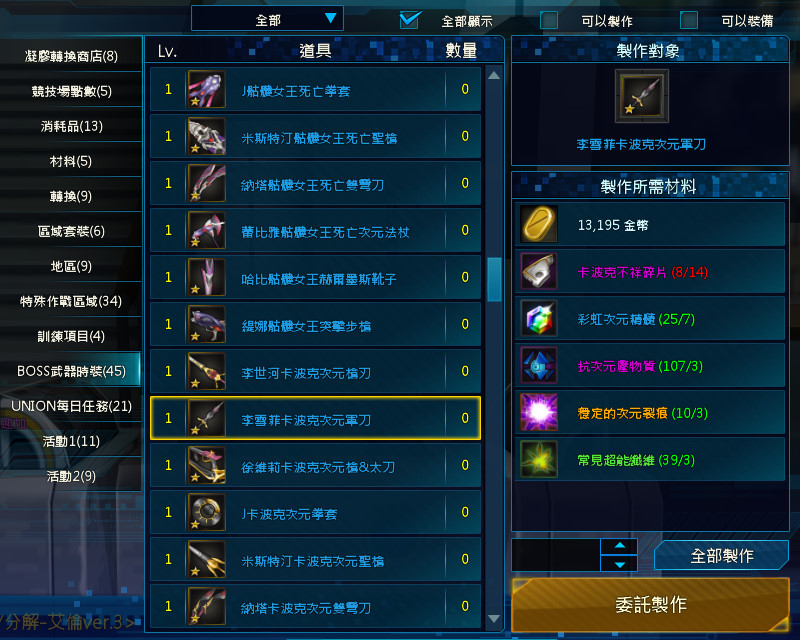 全部
全部顯示
可以製作
可以裝備
凝膠轉換商店(8)
競技場點數(5)
消耗品(13)
材料(5)
轉換(9)
區域套裝(6)
地區(9)
特殊作戰區域(34)
訓練項目(4)
BOSS武器時裝(45)
UNION每日任務(21)
活動1(11)
活動2(9)
/分解-艾倫ver.3>
Lv. 道具 數量
1 J骷髏女王死亡拳套 0
1 米斯特汀骷髏女王死亡聖槍 0
1 納塔骷髏女王死亡雙彎刀 0
1 蕾比雅骷髏女王死亡次元法杖 0
1 哈比骷髏女王赫爾墨斯靴子 0
1 緹娜骷髏女王突擊步槍 0
1 李世河卡波克次元槍刃 0
1 李雪菲卡波克次元軍刀 0
1 徐維莉卡波克次元槍&太刀 0
1 J卡波克次元拳套 0
1 米斯特汀卡波克次元聖槍 0
1 納塔卡波克次元雙彎刀 0
製作對象
李雪菲卡波克次元軍刀
製作所需材料
13,195 金幣
卡波克不祥碎片 (8/14)
彩虹次元精髓 (25/7)
抗次元塵物質 (107/3)
穩定的次元裂痕 (10/3)
常見超能纖維 (39/3)
全部製作
委託製作